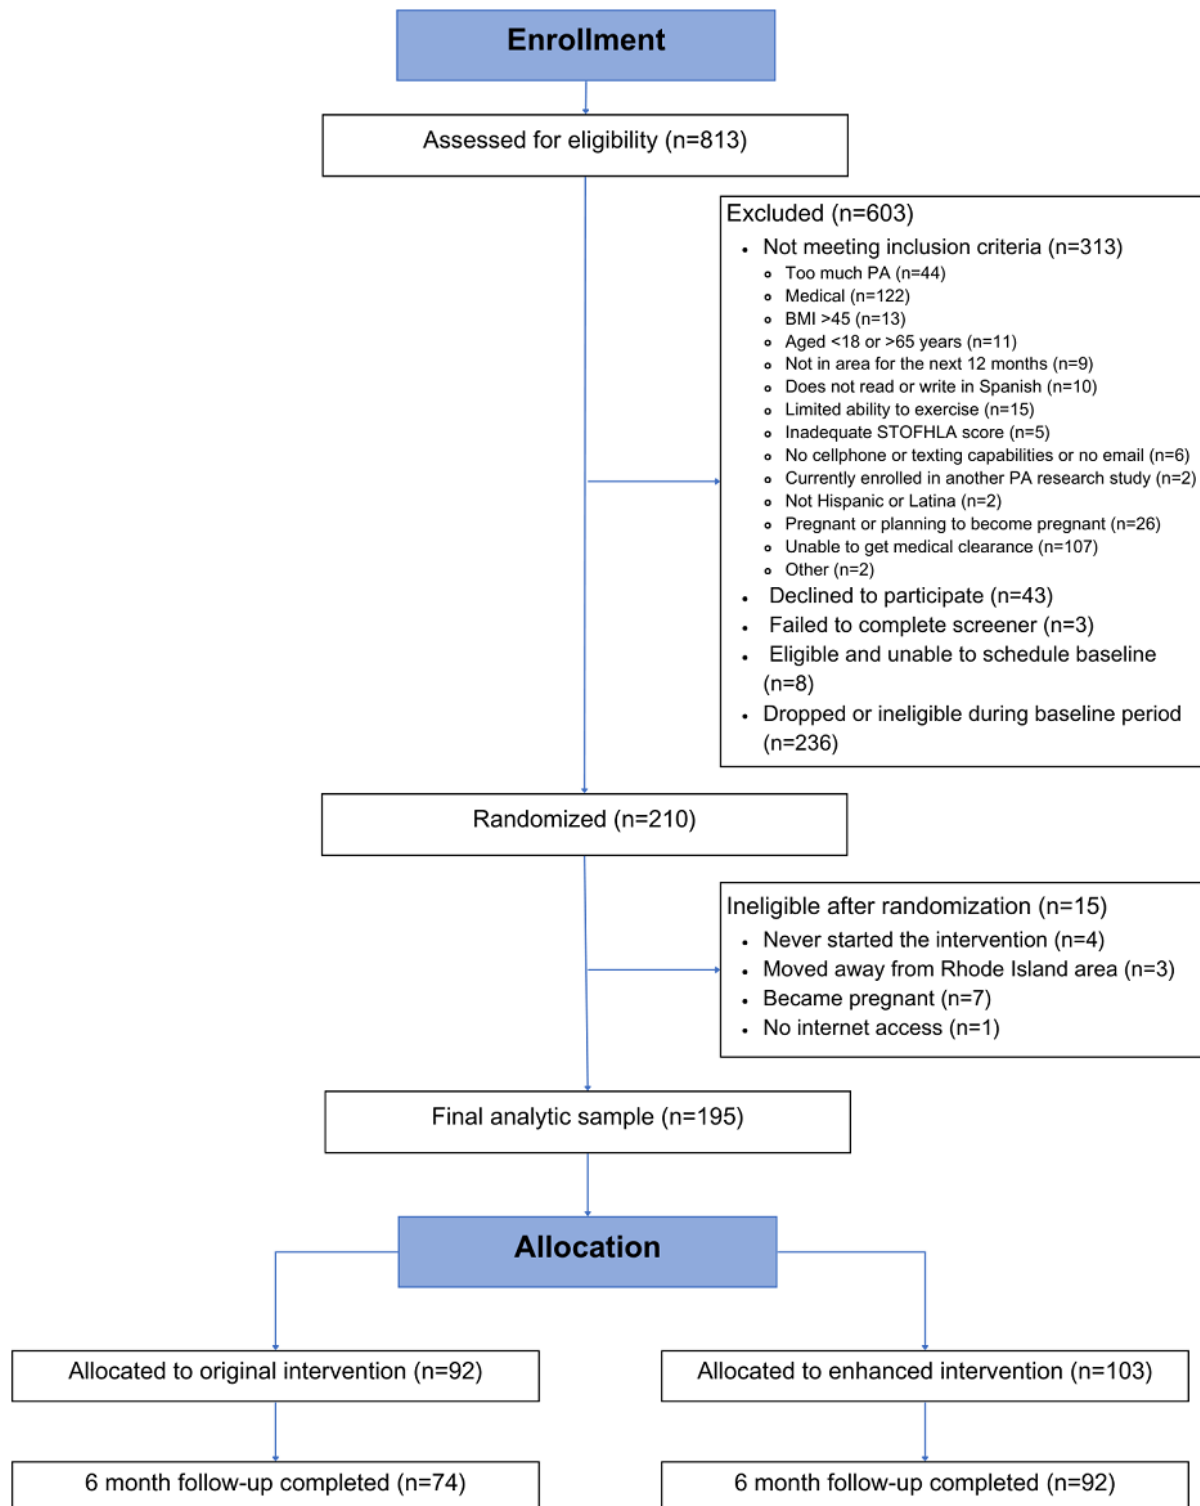 Enrollment
Assessed for eligibility (n=813)
Excluded (n=603)
• Not meeting inclusion criteria (n=313)
o Too much PA (n=44)
o Medical (n=122)
o BMI >45 (n=13)
o Aged <18 or >65 years (n=11)
o Not in area for the next 12 months (n=9)
o Does not read or write in Spanish (n=10)
o Limited ability to exercise (n=15)
o Inadequate STOFHLA score (n=5)
o No cellphone or texting capabilities or no email (n=6)
o Currently enrolled in another PA research study (n=2)
o Not Hispanic or Latina (n=2)
o Pregnant or planning to become pregnant (n=26)
o Unable to get medical clearance (n=107)
o Other (n=2)
• Declined to participate (n=43)
• Failed to complete screener (n=3)
• Eligible and unable to schedule baseline
(n=8)
• Dropped or ineligible during baseline period
(n=236)
Randomized (n=210)
Ineligible after randomization (n=15)
• Never started the intervention (n=4)
• Moved away from Rhode Island area (n=3)
• Became pregnant (n=7)
• No internet access (n=1)
Final analytic sample (n=195)
Allocation
Allocated to original intervention (n=92)
Allocated to enhanced intervention (n=103)
6 month follow-up completed (n=74)
6 month follow-up completed (n=92)